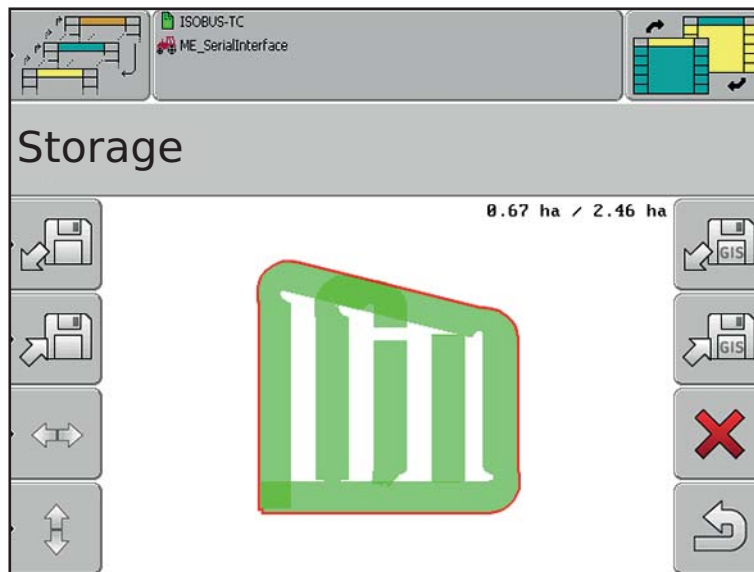 ISOBUS-TC
ME_SerialInterface
Storage
0.67 ha / 2.46 ha
GIS
GIS